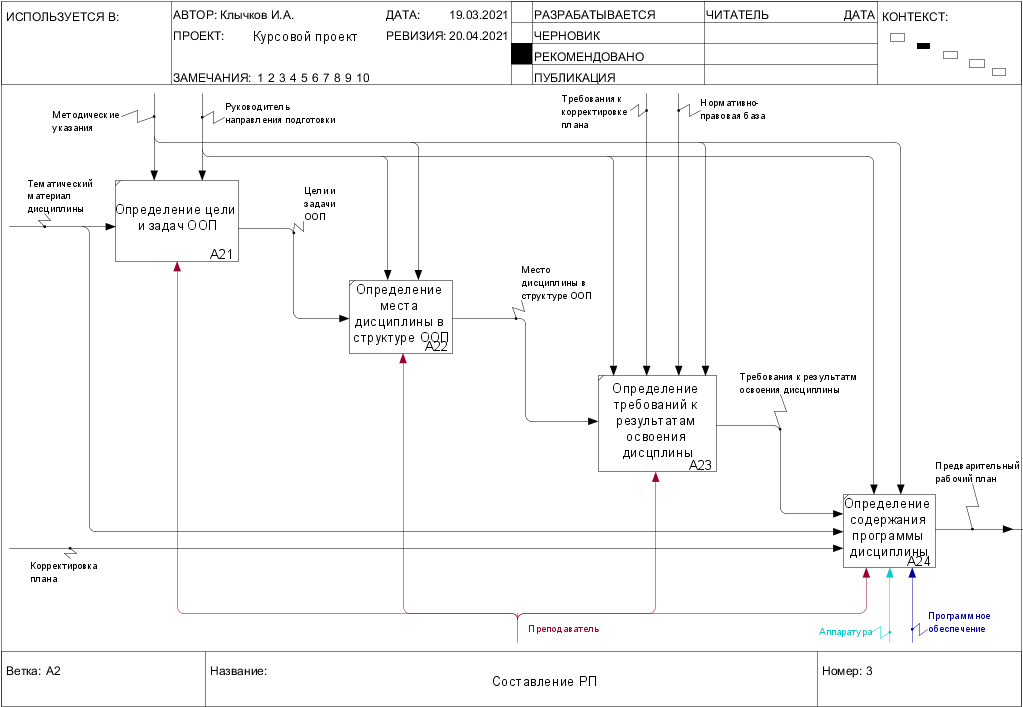 ИСПОЛЬЗУЕТСЯ В:
АВТОР: Клычков И.А.
ДАТА: 19.03.2021
РАЗРАБАТЫВАЕТСЯ
ЧИТАТЕЛЬ
ДАТА
КОНТЕКСТ:
ПРОЕКТ: Курсовой проект
РЕВИЗИЯ: 20.04.2021
ЧЕРНОВИК
РЕКОМЕНДОВАНО
ЗАМЕЧАНИЯ: 1 2 3 4 5 6 7 8 9 10
ПУБЛИКАЦИЯ
Методические
указания
Руководитель
направления подготовки
Требования к
корректировке
плана
Нормативно-
правовая база
Тематический
материал
дисциплины
Определение цели
и задач ООП
A21
Цели и
задачи
ООП
Определение
места
дисциплины в
структуре ООП
A22
Место
дисциплины в
структуре ООП
Определение
требований к
результатам
освоения
дисцплины
A23
Требования к результатм
освоения дисциплины
Определение
содержания
программы
дисциплины
A24
Предварительный
рабочий план
Корректировка
плана
Преподаватель
Аппаратура
Программное
обеспечение
Ветка: A2
Название:
Составление РП
Номер: 3